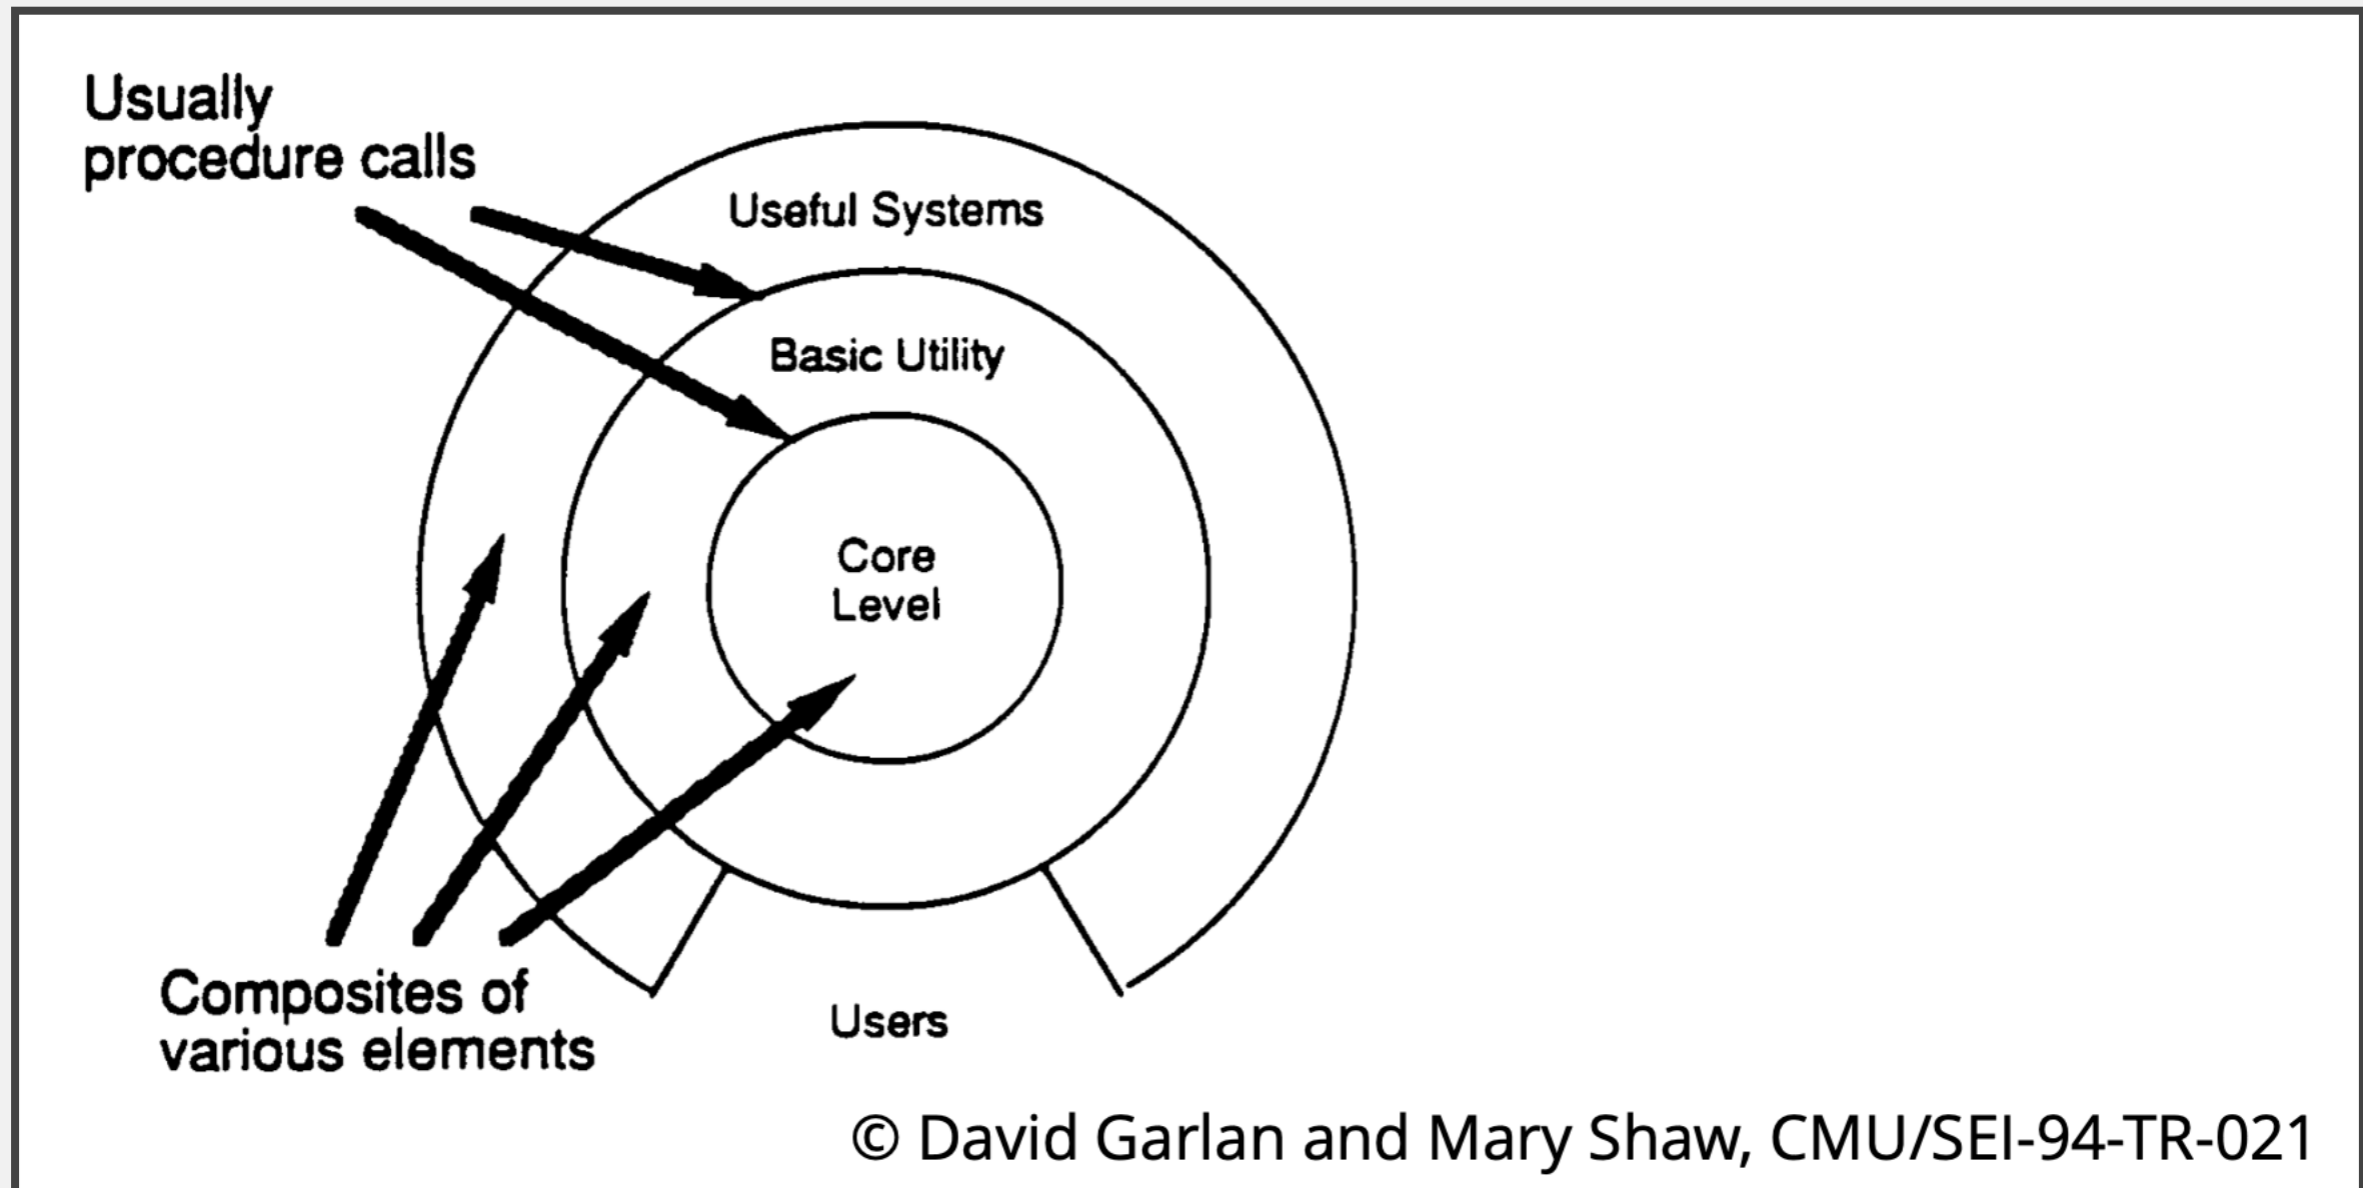 Usually
procedure calls
Useful Systems
Basic Utility
Core
Level
Composites of
various elements
Users
© David Garlan and Mary Shaw, CMU/SEI-94-TR-021